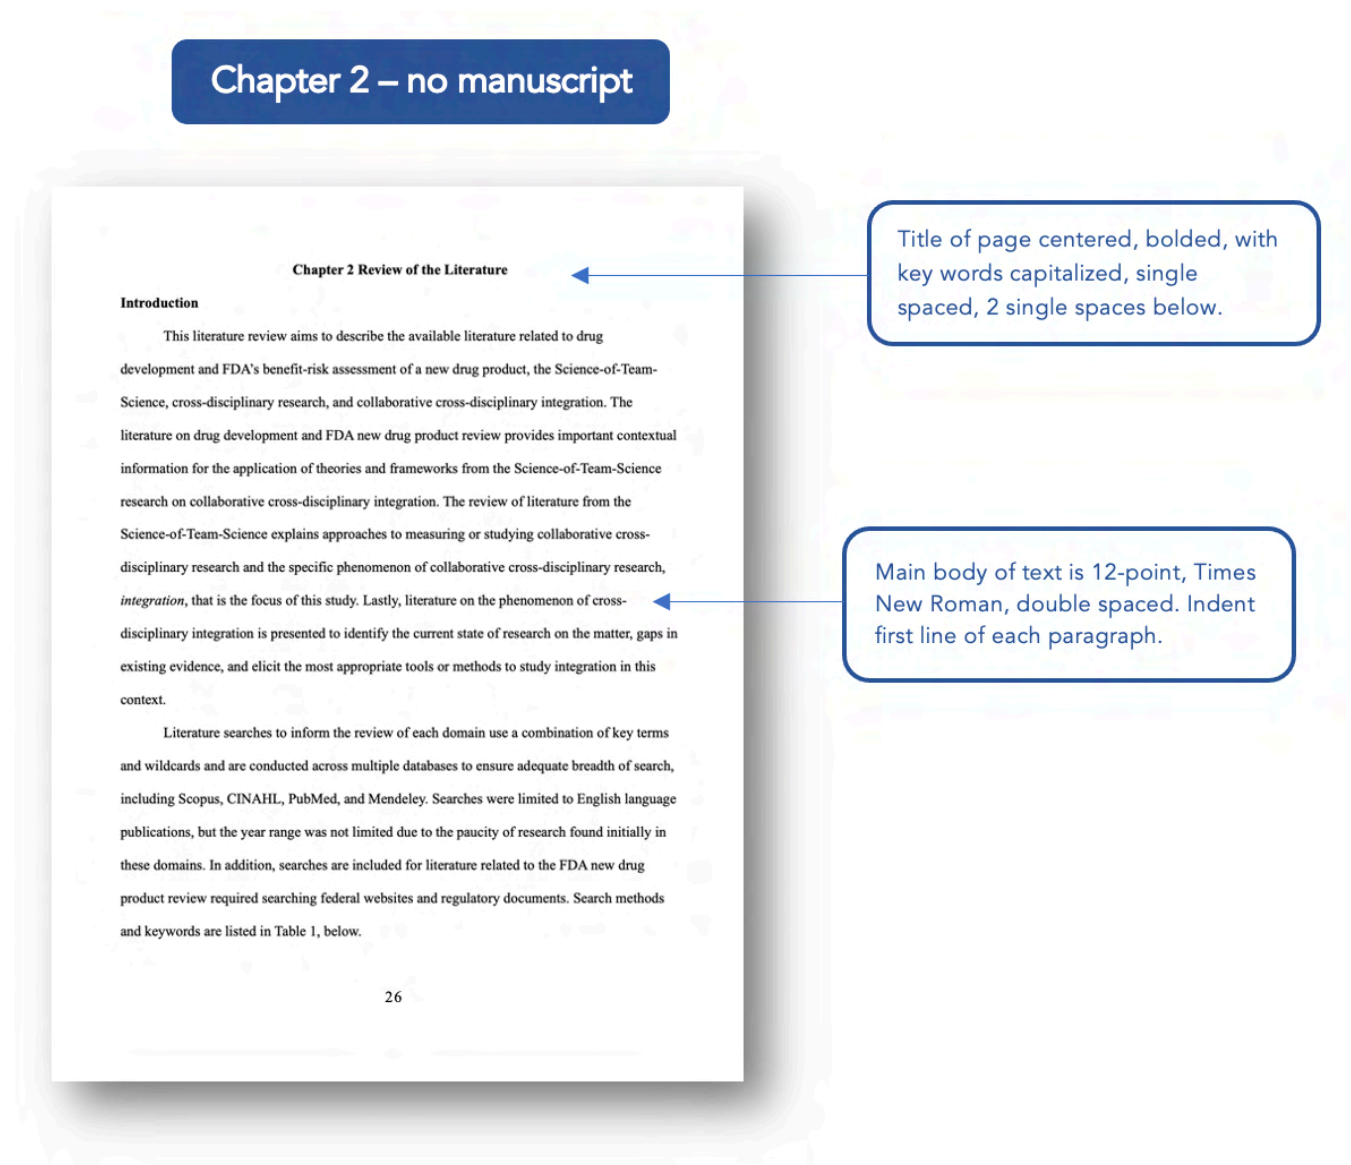 Chapter 2 – no manuscript
Chapter 2 Review of the Literature
Introduction
This literature review aims to describe the available literature related to drug
development and FDA's benefit-risk assessment of a new drug product, the Science-of-Team-
Science, cross-disciplinary research, and collaborative cross-disciplinary integration. The
literature on drug development and FDA new drug product review provides important contextual
information for the application of theories and frameworks from the Science-of-Team-Science
research on collaborative cross-disciplinary integration. The review of literature from the
Science-of-Team-Science explains approaches to measuring or studying collaborative cross-
disciplinary research and the specific phenomenon of collaborative cross-disciplinary research,
integration, that is the focus of this study. Lastly, literature on the phenomenon of cross-
disciplinary integration is presented to identify the current state of research on the matter, gaps in
existing evidence, and elicit the most appropriate tools or methods to study integration in this
context.
Literature searches to inform the review of each domain use a combination of key terms
and wildcards and are conducted across multiple databases to ensure adequate breadth of search,
including Scopus, CINAHL, PubMed, and Mendeley. Searches were limited to English language
publications, but the year range was not limited due to the paucity of research found initially in
these domains. In addition, searches are included for literature related to the FDA new drug
product review required searching federal websites and regulatory documents. Search methods
and keywords are listed in Table 1, below.
26
Title of page centered, bolded, with
key words capitalized, single
spaced, 2 single spaces below.
Main body of text is 12-point, Times
New Roman, double spaced. Indent
first line of each paragraph.